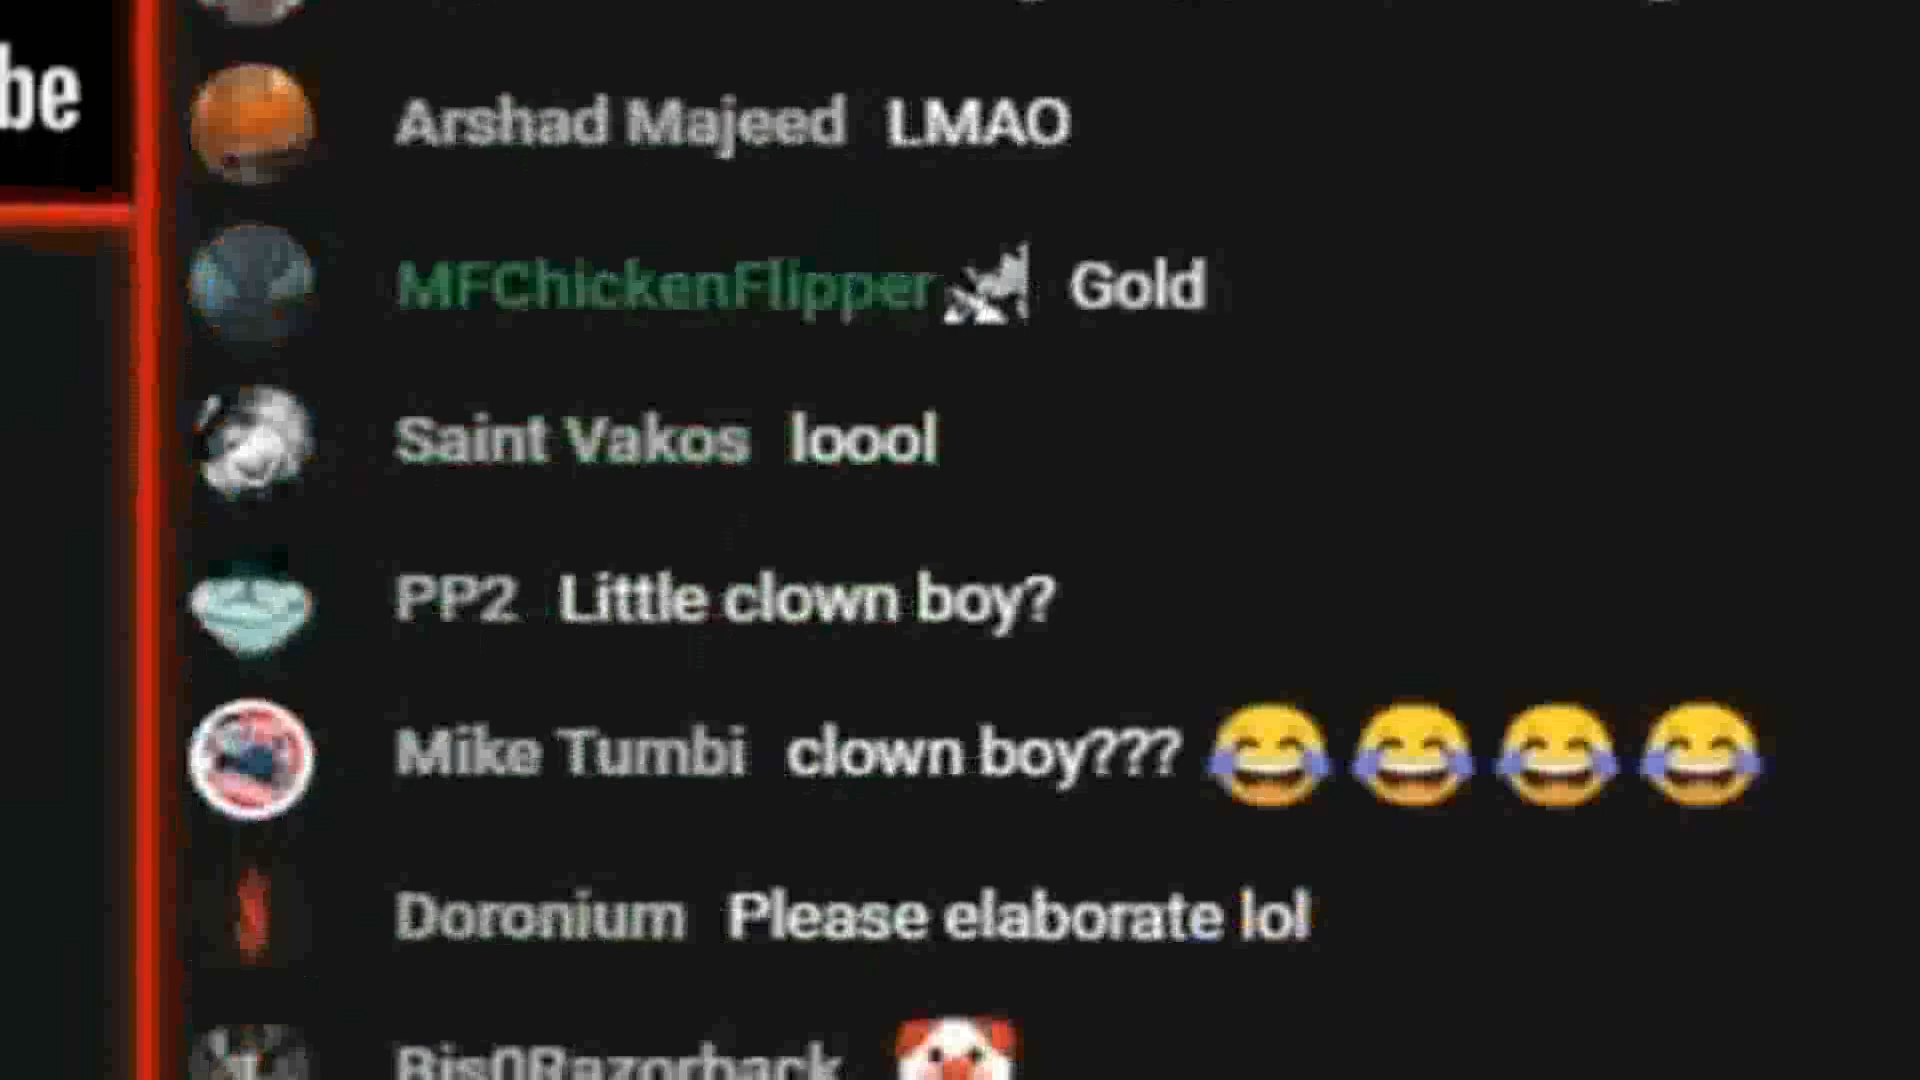 be
Arshad Majeed LMAO
MFChickenFlipper Gold
Saint Vakos loool
PP2 Little clown boy?
Mike Tumbi clown boy??? 😂😂😂😂
Doronium Please elaborate lol
Bis0Razorback 🤡